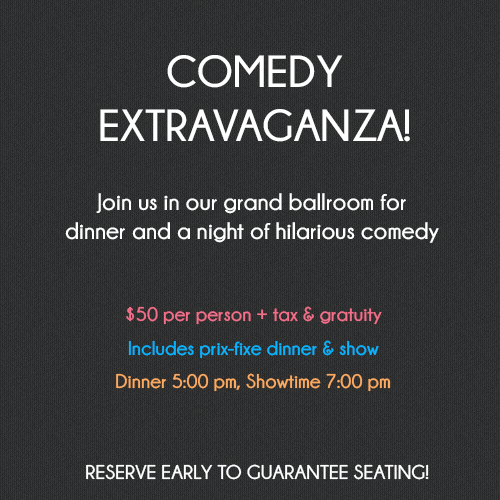 COMEDY
EXTRAVAGANZA!
Join us in our grand ballroom for
dinner and a night of hilarious comedy
$50 per person + tax & gratuity
Includes prix-fixe dinner & show
Dinner 5:00 pm, Showtime 7:00 pm
RESERVE EARLY TO GUARANTEE SEATING!